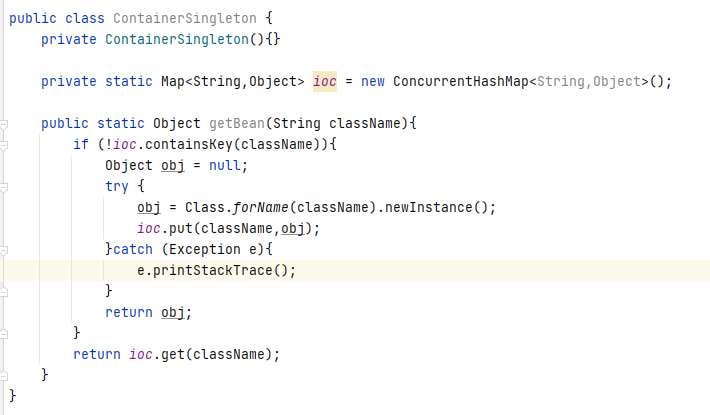 public class ContainerSingleton {
    private ContainerSingleton(){}
    private static Map<String,Object> ioc = new ConcurrentHashMap<String,Object>();
    public static Object getBean(String className){
        if (!ioc.containsKey(className)){
            Object obj = null;
            try {
                obj = Class.forName(className).newInstance();
                ioc.put(className,obj);
            }catch (Exception e){
                e.printStackTrace();
            }
            return obj;
        }
        return ioc.get(className);
    }
}